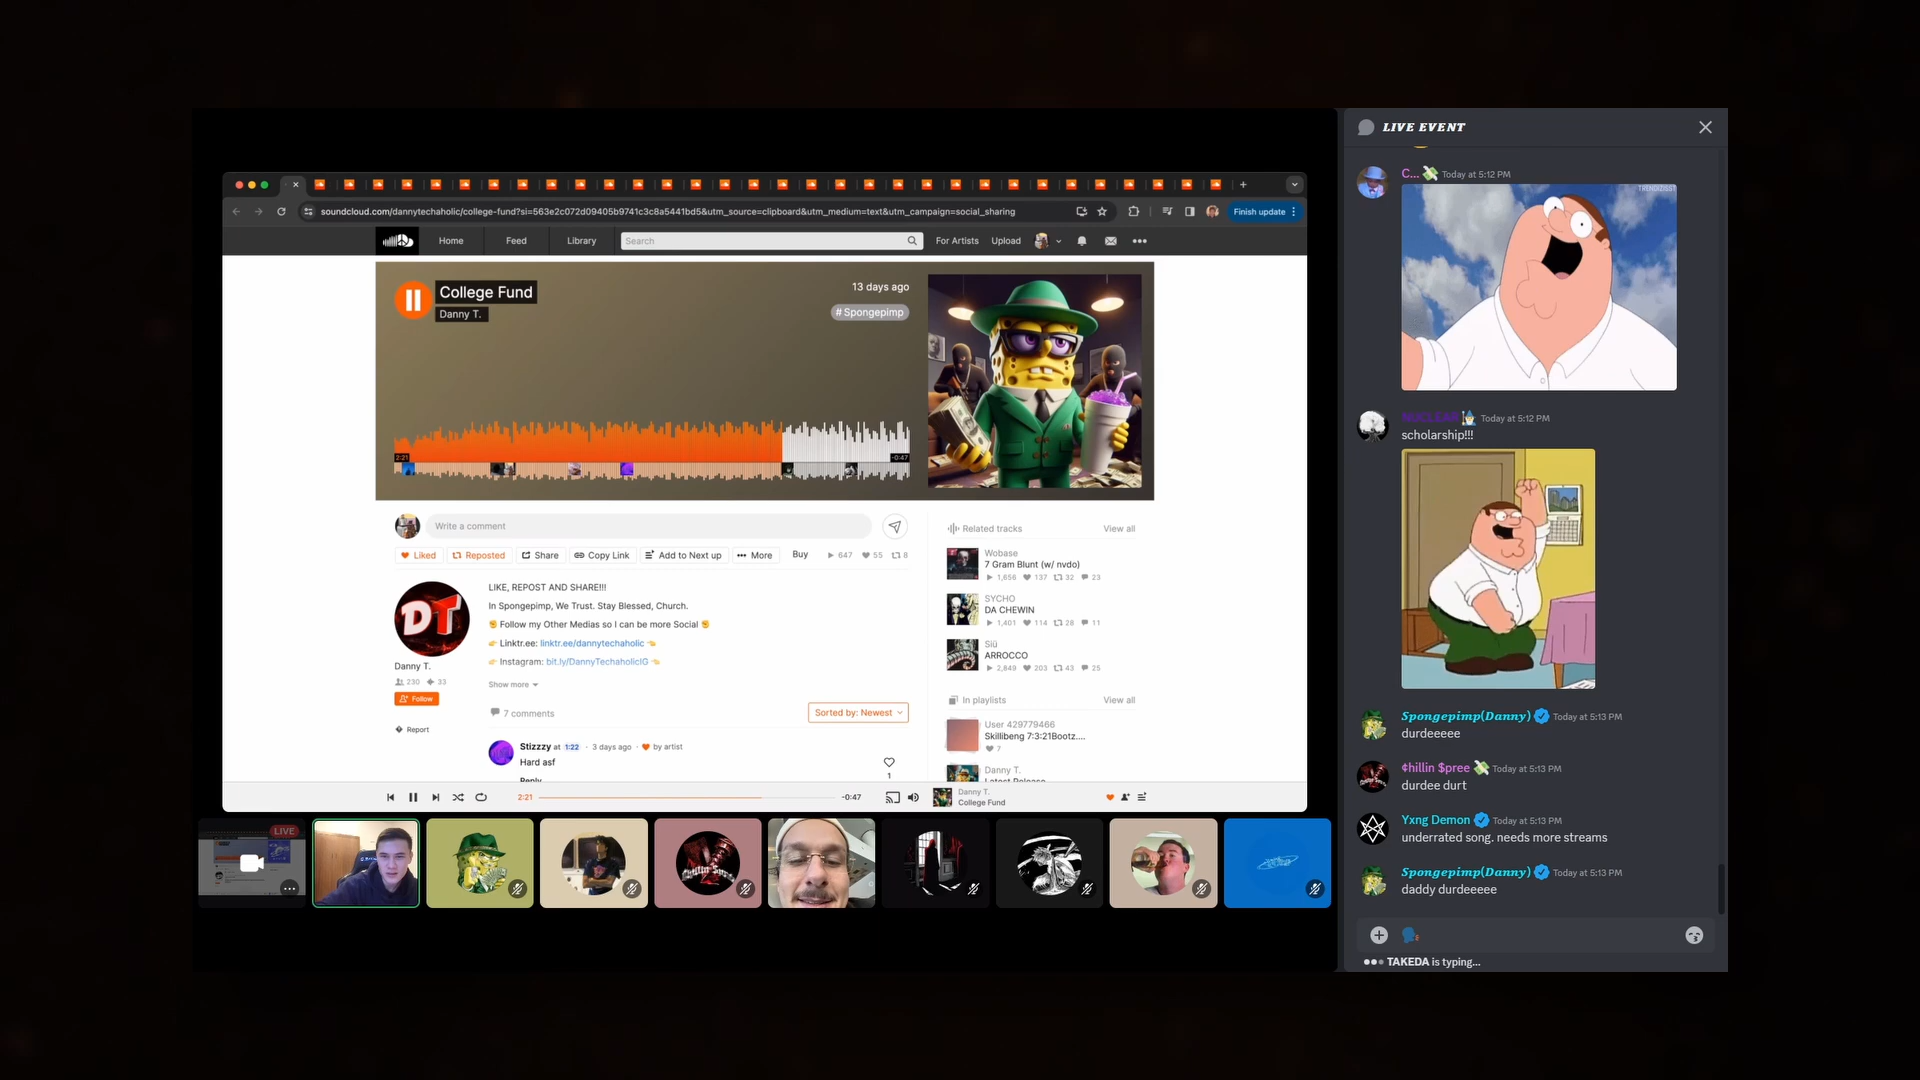 soundcloud.com/dannytechaholic/college-fund?si=563e2c072d09405b9741c3c8a5441bd5&utm_source=clipboard&utm_medium=text&utm_campaign=social_sharing
Finish update
Home
Feed
Library
Search
For Artists
Upload
College Fund
Danny T.
13 days ago
# Spongepimp
2:21
-0:47
Write a comment
Liked
Reposted
Share
Copy Link
Add to Next up
More
Buy
647
55
8
DT
Danny T.
230
33
Follow
Report
LIKE, REPOST AND SHARE!!!
In Spongepimp, We Trust. Stay Blessed, Church.
Follow my Other Medias so I can be more Social
Linktr.ee: linktr.ee/dannytechaholic
Instagram: bit.ly/DannyTechaholicIG
Show more
7 comments
Sorted by: Newest
Stizzzy at 1:22 · 3 days ago · by artist
Hard asf
Reply
1
Related tracks
View all
Wobase
7 Gram Blunt (w/ nvdo)
1,656 137 32 23
SYCHO
DA CHEWIN
1,401 114 28 11
Siü
ARROCCO
2,849 203 43 25
In playlists
View all
User 429779466
Skillibeng 7:3:21Bootz....
7
Danny T.
Latest Release
2:21
-0:47
Danny T.
College Fund
LIVE
LIVE EVENT
C... Today at 5:12 PM
TRENDIZISST
NUCLEAR Today at 5:12 PM
scholarship!!!
Spongepimp(Danny) Today at 5:13 PM
durdeeeee
¢hillin $pree Today at 5:13 PM
durdee durt
Yxng Demon Today at 5:13 PM
underrated song. needs more streams
Spongepimp(Danny) Today at 5:13 PM
daddy durdeeeee
TAKEDA is typing...